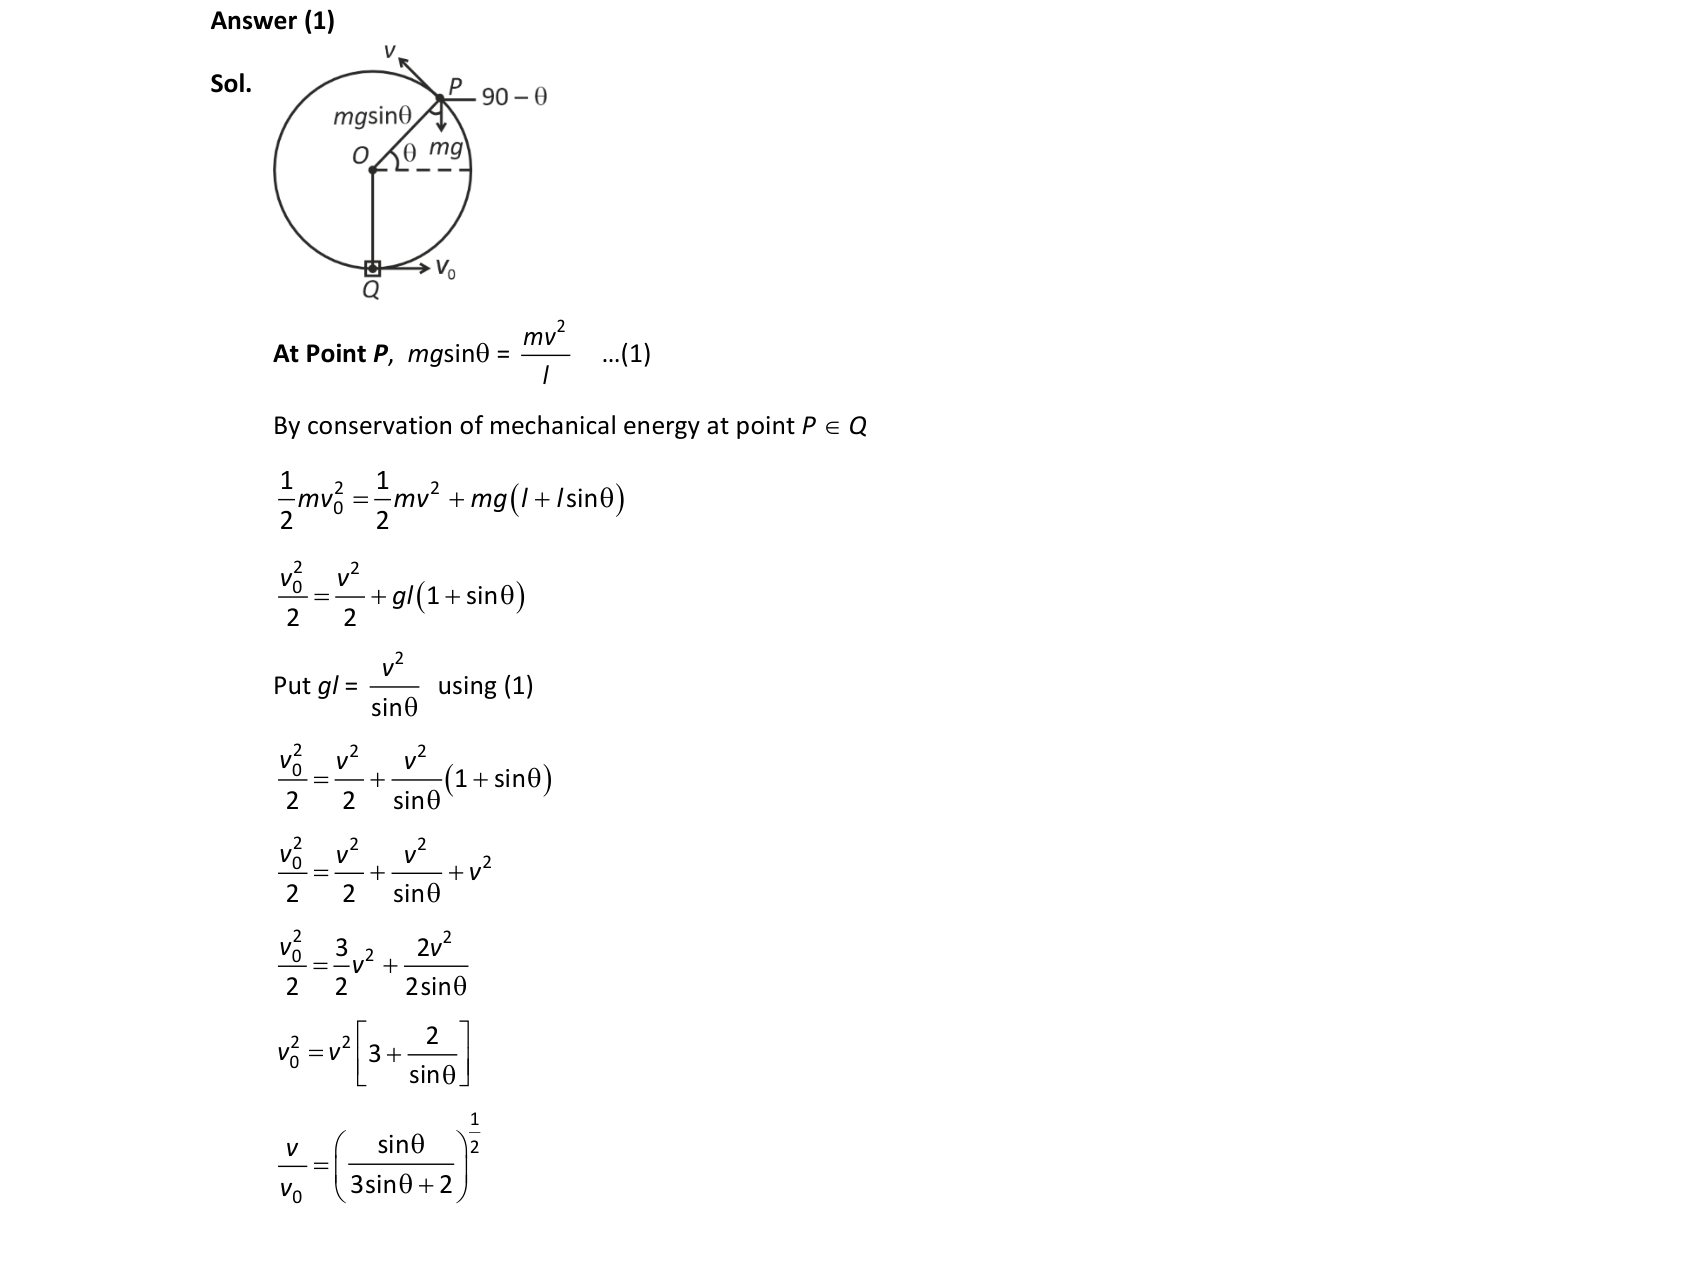 Answer (1)
Sol.
v
P
90 – θ
mgsinθ
O
θ
mg
v₀
Q
At Point P, mgsinθ = mv²/l ...(1)
By conservation of mechanical energy at point P ∈ Q
1/2 mv₀² = 1/2 mv² + mg(l + l sinθ)
v₀²/2 = v²/2 + gl(1 + sinθ)
Put gl = v²/sinθ using (1)
v₀²/2 = v²/2 + v²/sinθ (1 + sinθ)
v₀²/2 = v²/2 + v²/sinθ + v²
v₀²/2 = 3/2 v² + 2v²/2sinθ
v₀² = v² [3 + 2/sinθ]
v/v₀ = (sinθ/3sinθ + 2)^1/2